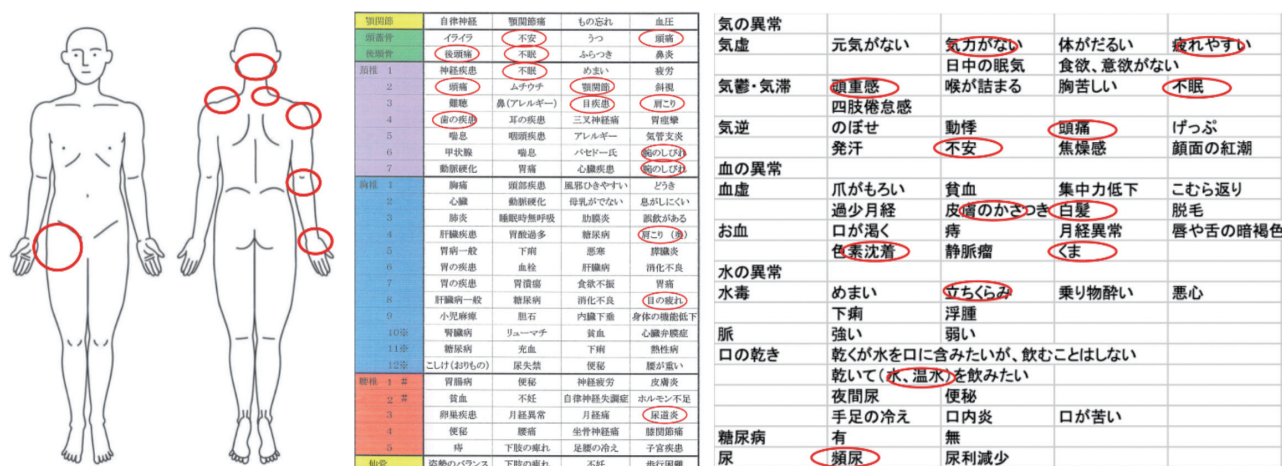 顎関節 自律神経 顎関節痛 もの忘れ 血圧
頭蓋骨 イライラ 不安 うつ 頭痛
後頭骨 後頭痛 不眠 ふらつき 鼻炎
頚椎 1 神経疾患 不眠 めまい 疲労
2 頭痛 ムチウチ 顎関節 斜視
3 難聴 鼻(アレルギー) 目疾患 肩こり
4 歯の疾患 耳の疾患 三叉神経痛 胃痙攣
5 喘息 咽頭疾患 アレルギー 気管支炎
6 甲状腺 喘息 バセドー氏 腕のしびれ
7 動脈硬化 胃痛 心臓疾患 腕のしびれ
胸椎 1 胸痛 頭部疾患 風邪ひきやすい どうき
2 心臓 動脈硬化 母乳がでない 息がしにくい
3 肺炎 睡眠時無呼吸 肋膜炎 誤飲がある
4 肝臓疾患 胃酸過多 糖尿病 肩こり (奥)
5 胃病一般 下痢 悪寒 膵臓炎
6 胃の疾患 血栓 肝臓病 消化不良
7 胃の疾患 胃潰瘍 食欲不振 胃痛
8 肝臓病一般 糖尿病 消化不良 目の疲れ
9 小児麻痺 胆石 内臓下垂 身体の機能低下
10※ 腎臓病 リューマチ 貧血 心臓弁膜症
11※ 糖尿病 充血 下痢 熱性病
12※ こしけ(おりもの) 尿失禁 便秘 腰が重い
腰椎 1 # 胃腸病 便秘 神経疲労 皮膚炎
2 # 貧血 不妊 自律神経失調症 ホルモン不足
3 卵巣疾患 月経異常 月経痛 尿道炎
4 便秘 腰痛 坐骨神経痛 膝関節痛
5 痔 下肢の痺れ 足腰の冷え 子宮疾患
仙骨 姿勢のバランス 下肢の痺れ 不妊 歩行困難
気の異常
気虚 元気がない 気力がない 体がだるい 疲れやすい
日中の眠気 食欲、意欲がない
気鬱・気滞 頭重感 喉が詰まる 胸苦しい 不眠
四肢倦怠感
気逆 のぼせ 動悸 頭痛 げっぷ
発汗 不安 焦燥感 顔面の紅潮
血の異常
血虚 爪がもろい 貧血 集中力低下 こむら返り
過少月経 皮膚のかさつき 白髪 脱毛
お血 口が渇く 痔 月経異常 唇や舌の暗褐色
色素沈着 静脈瘤 くま
水の異常
水毒 めまい 立ちくらみ 乗り物酔い 悪心
下痢 浮腫
脈 強い 弱い
口の乾き 乾くが水を口に含みたいが、飲むことはしない
乾いて(水、温水)を飲みたい
夜間尿 便秘
手足の冷え 口内炎 口が苦い
糖尿病 有 無
尿 頻尿 尿利減少